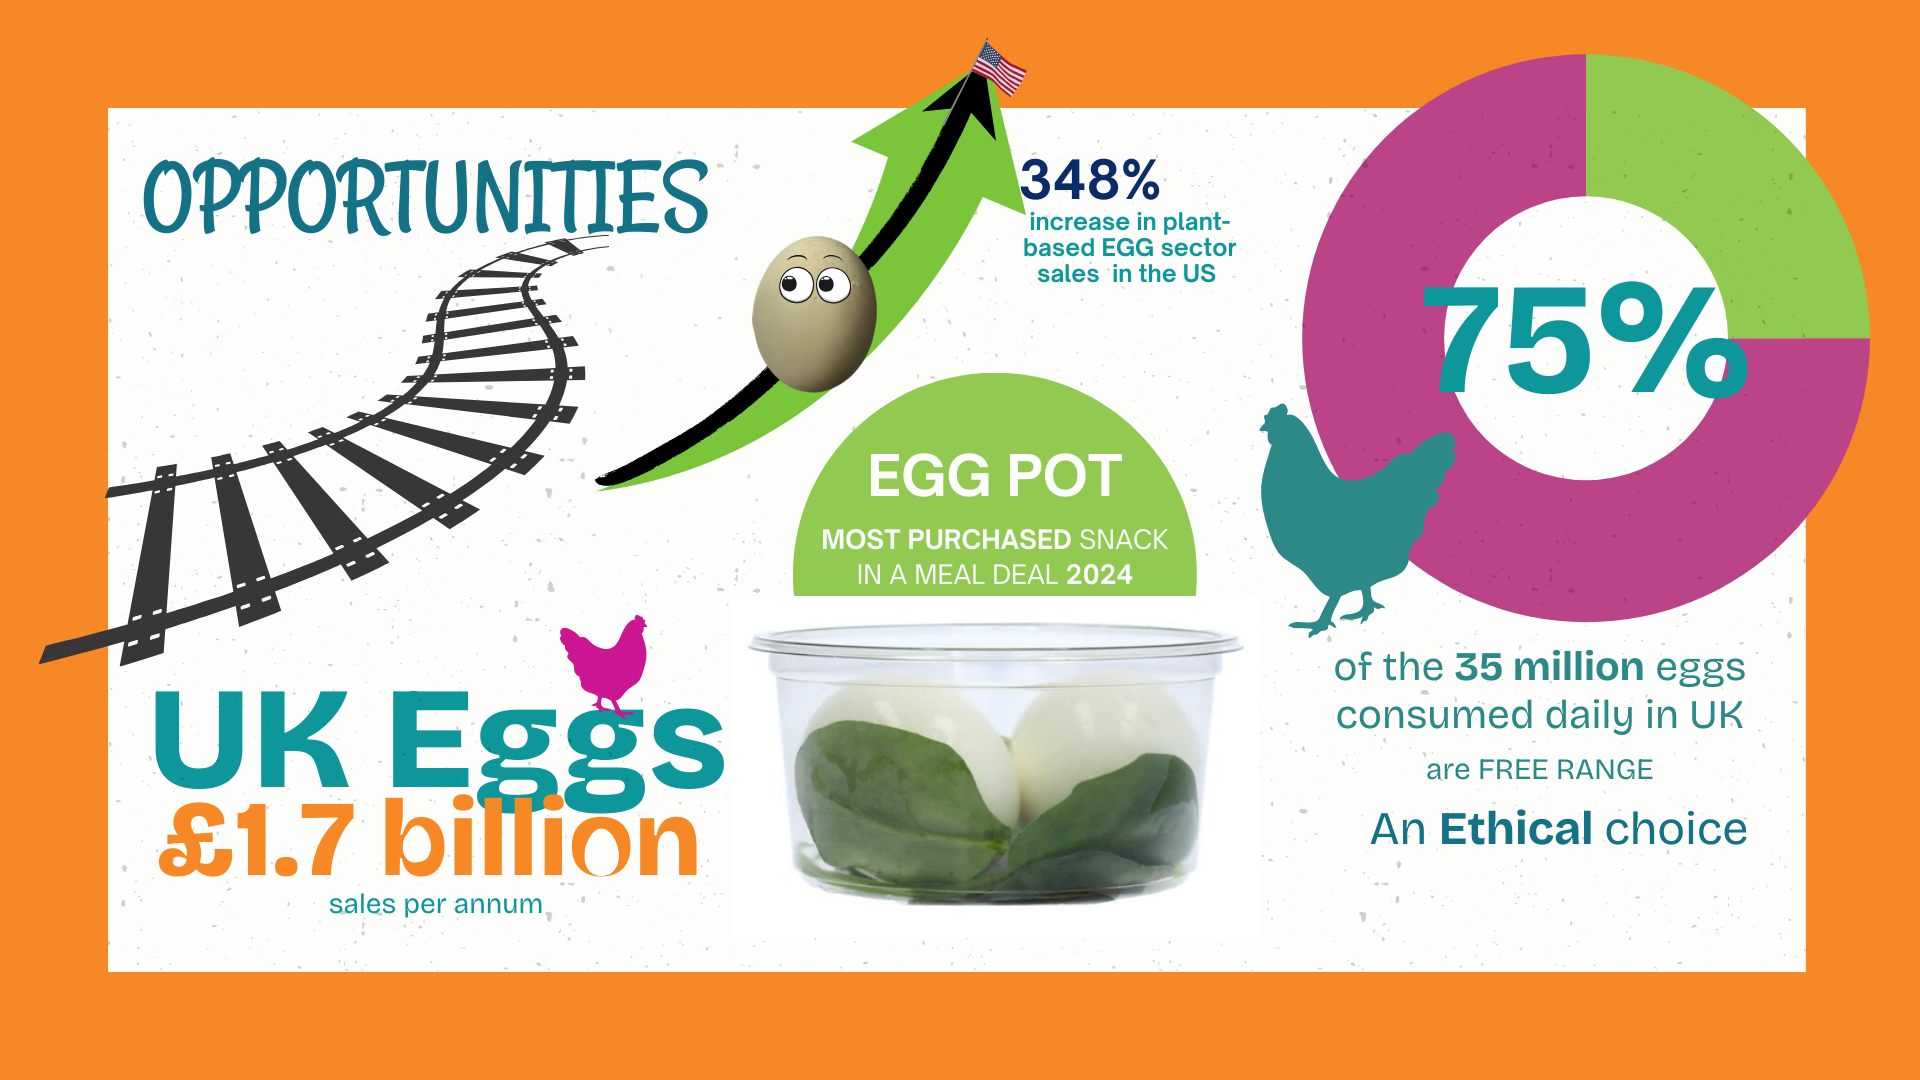 OPPORTUNITIES
348%
increase in plant-
based EGG sector
sales in the US
75%
of the 35 million eggs
consumed daily in UK
are FREE RANGE
An Ethical choice
EGG POT
MOST PURCHASED SNACK
IN A MEAL DEAL 2024
UK Eggs
£1.7 billion
sales per annum